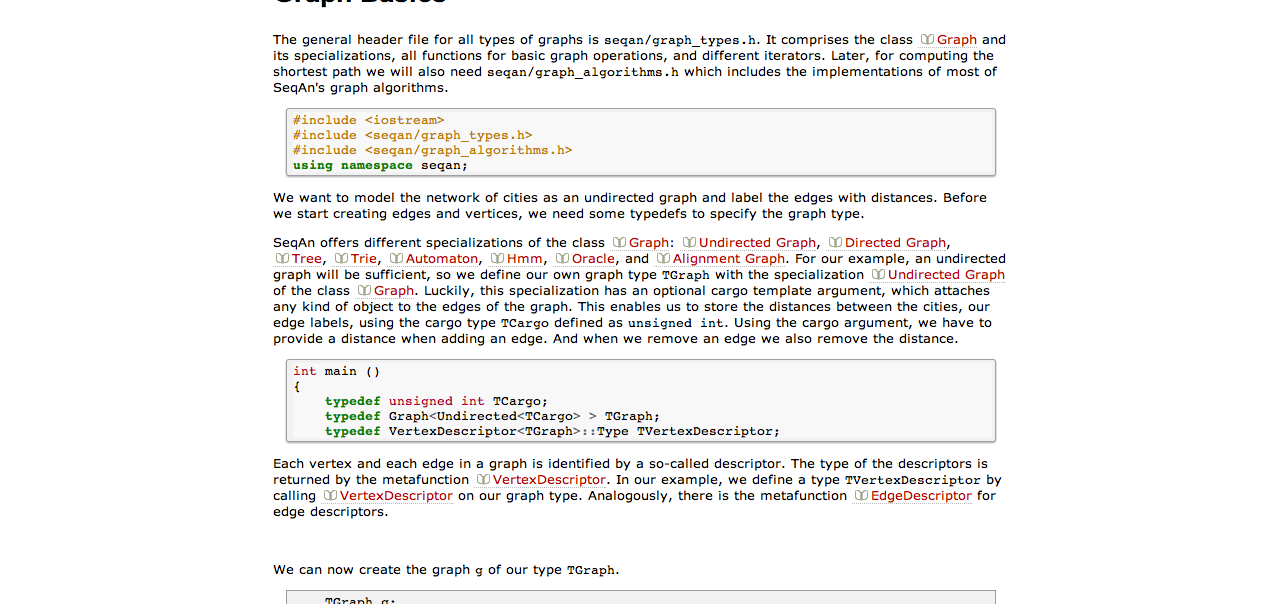 Graph Basics
The general header file for all types of graphs is seqan/graph_types.h. It comprises the class Graph and
its specializations, all functions for basic graph operations, and different iterators. Later, for computing the
shortest path we will also need seqan/graph_algorithms.h which includes the implementations of most of
SeqAn's graph algorithms.
#include <iostream>
#include <seqan/graph_types.h>
#include <seqan/graph_algorithms.h>
using namespace seqan;
We want to model the network of cities as an undirected graph and label the edges with distances. Before
we start creating edges and vertices, we need some typedefs to specify the graph type.
SeqAn offers different specializations of the class Graph: Undirected Graph, Directed Graph,
Tree, Trie, Automaton, Hmm, Oracle, and Alignment Graph. For our example, an undirected
graph will be sufficient, so we define our own graph type TGraph with the specialization Undirected Graph
of the class Graph. Luckily, this specialization has an optional cargo template argument, which attaches
any kind of object to the edges of the graph. This enables us to store the distances between the cities, our
edge labels, using the cargo type TCargo defined as unsigned int. Using the cargo argument, we have to
provide a distance when adding an edge. And when we remove an edge we also remove the distance.
int main ()
{
    typedef unsigned int TCargo;
    typedef Graph<Undirected<TCargo> > TGraph;
    typedef VertexDescriptor<TGraph>::Type TVertexDescriptor;
Each vertex and each edge in a graph is identified by a so-called descriptor. The type of the descriptors is
returned by the metafunction VertexDescriptor. In our example, we define a type TVertexDescriptor by
calling VertexDescriptor on our graph type. Analogously, there is the metafunction EdgeDescriptor for
edge descriptors.
We can now create the graph g of our type TGraph.
    TGraph g;